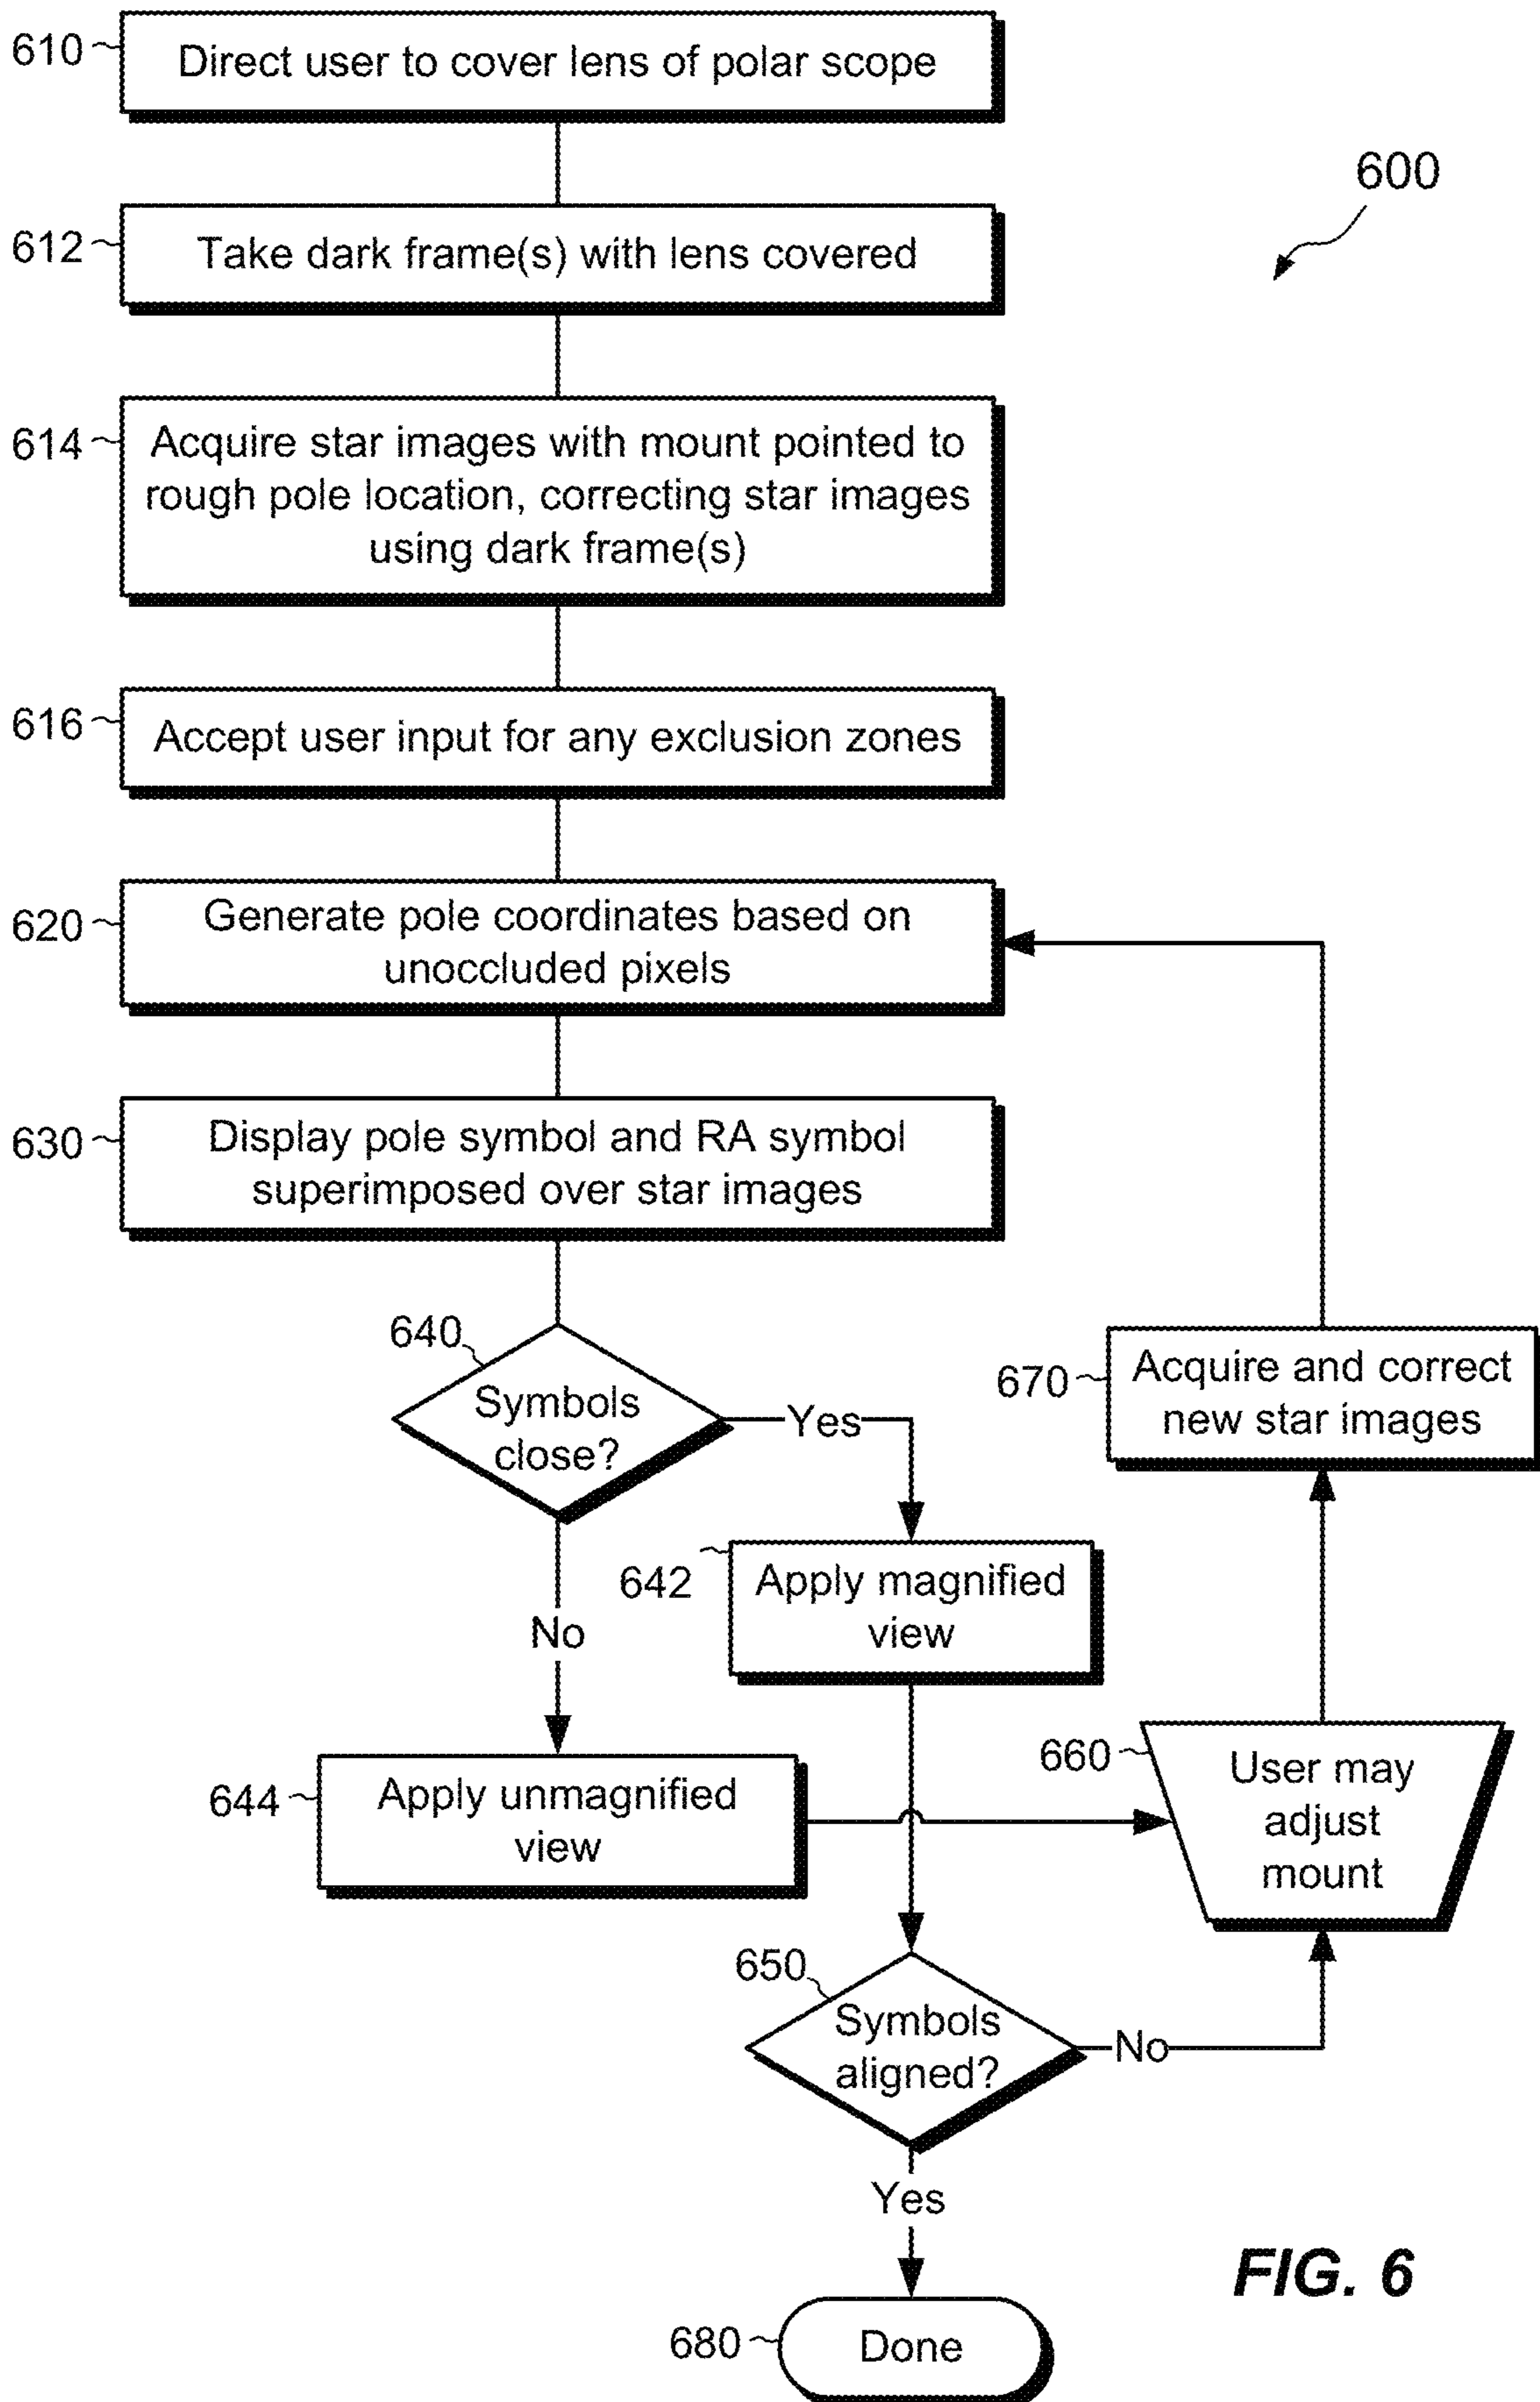 610
Direct user to cover lens of polar scope
600
612
Take dark frame(s) with lens covered
614
Acquire star images with mount pointed to
rough pole location, correcting star images
using dark frame(s)
616
Accept user input for any exclusion zones
620
Generate pole coordinates based on
unoccluded pixels
630
Display pole symbol and RA symbol
superimposed over star images
640
Symbols
close?
Yes
670
Acquire and correct
new star images
642
Apply magnified
view
No
644
Apply unmagnified
view
660
User may
adjust
mount
650
Symbols
aligned?
No
Yes
680
Done
FIG. 6